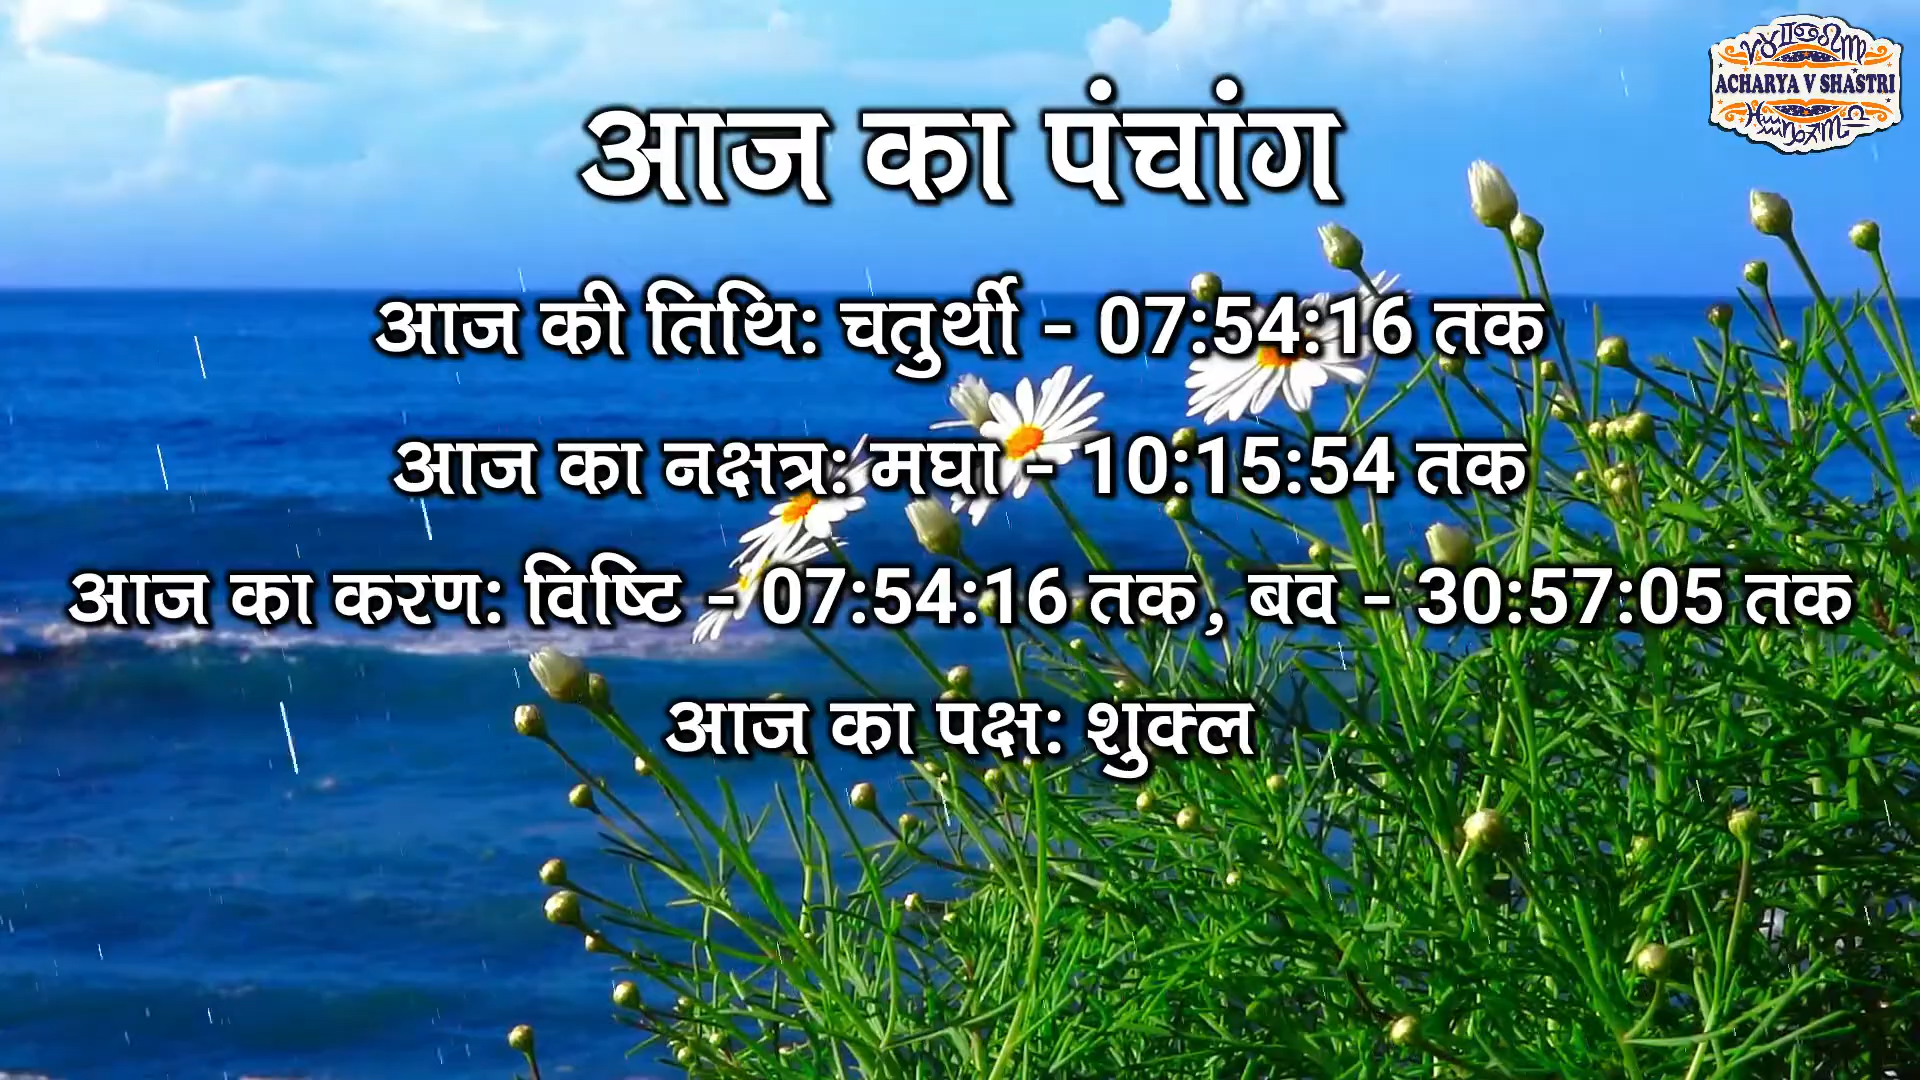 ACHARYA V SHASTRI
आज का पंचांग
आज की तिथि: चतुर्थी - 07:54:16 तक
आज का नक्षत्र: मघा - 10:15:54 तक
आज का करण: विष्टि - 07:54:16 तक, बव - 30:57:05 तक
आज का पक्ष: शुक्ल